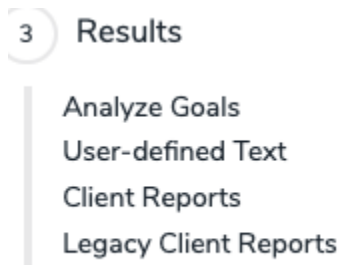 3 Results
Analyze Goals
User-defined Text
Client Reports
Legacy Client Reports